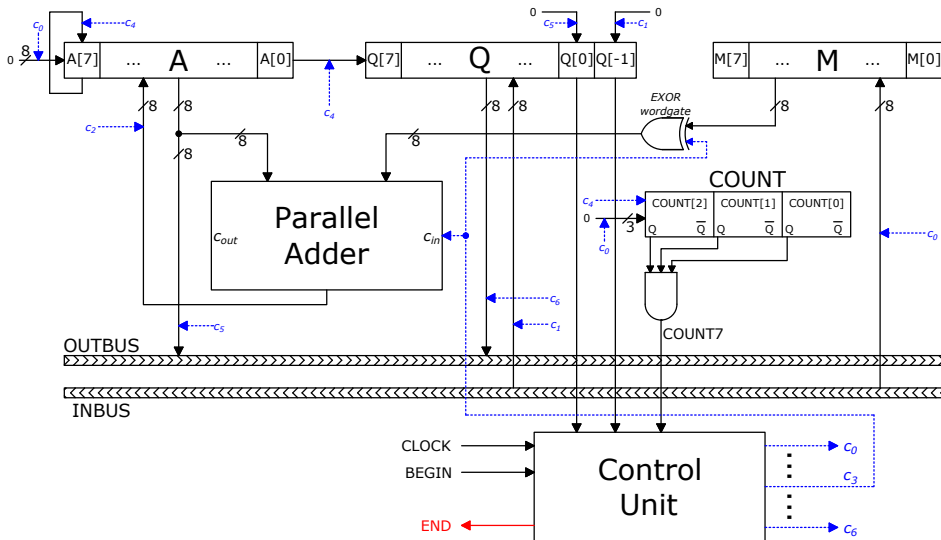 0 8 c₀ c₄
c₅ 0 0 c₁
A[7] ... A ... A[0]
Q[7] ... Q ... Q[0] Q[-1]
M[7] ... M ... M[0]
c₄
8 8 8 8 8 8
EXOR
wordgate
c₂
8 8 8
COUNT
c₄
COUNT[2] COUNT[1] COUNT[0]
0 3
Q Q̅ Q Q̅ Q Q̅
c₀
c₀
Parallel
Adder
c_out c_in
c₅
c₆
c₁
COUNT7
OUTBUS
INBUS
CLOCK
BEGIN
END
Control
Unit
c₀
c₃
c₆